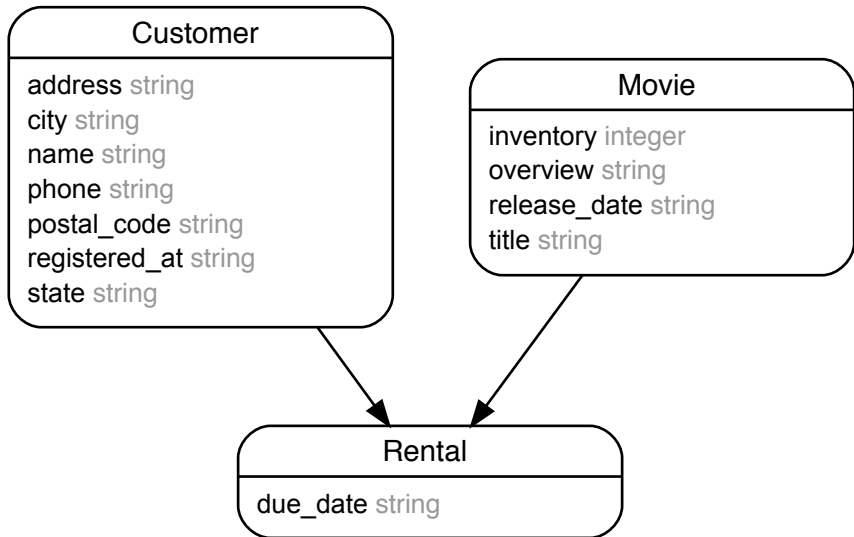 Customer
address string
city string
name string
phone string
postal_code string
registered_at string
state string
Movie
inventory integer
overview string
release_date string
title string
Rental
due_date string